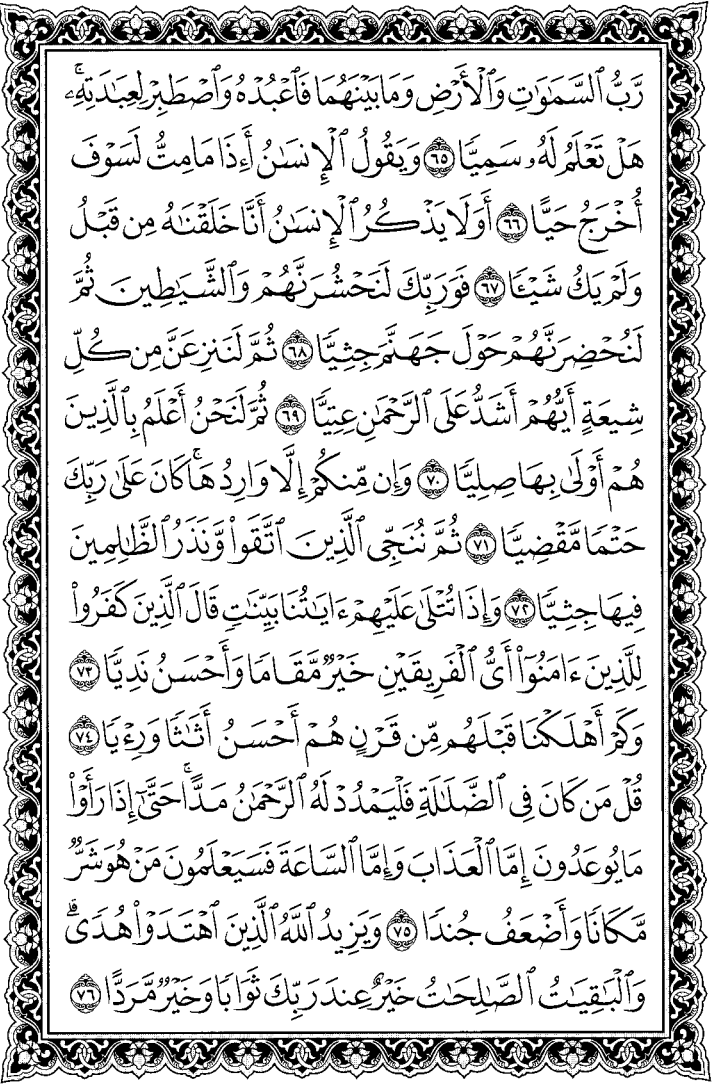 رَّبُّ ٱلسَّمَٰوَٰتِ وَٱلْأَرْضِ وَمَا بَيْنَهُمَا فَٱعْبُدْهُ وَٱصْطَبِرْ لِعِبَٰدَتِهِۦۚ
هَلْ تَعْلَمُ لَهُۥ سَمِيًّا ٦٥ وَيَقُولُ ٱلْإِنسَٰنُ أَءِذَا مَا مِتُّ لَسَوْفَ
أُخْرَجُ حَيًّا ٦٦ أَوَلَا يَذْكُرُ ٱلْإِنسَٰنُ أَنَّا خَلَقْنَٰهُ مِن قَبْلُ
وَلَمْ يَكُ شَيْـًٔا ٦٧ فَوَرَبِّكَ لَنَحْشُرَنَّهُمْ وَٱلشَّيَٰطِينَ ثُمَّ
لَنُحْضِرَنَّهُمْ حَوْلَ جَهَنَّمَ جِثِيًّا ٦٨ ثُمَّ لَنَنزِعَنَّ مِن كُلِّ
شِيعَةٍ أَيُّهُمْ أَشَدُّ عَلَى ٱلرَّحْمَٰنِ عِتِيًّا ٦٩ ثُمَّ لَنَحْنُ أَعْلَمُ بِٱلَّذِينَ
هُمْ أَوْلَىٰ بِهَا صِلِيًّا ٧٠ وَإِن مِّنكُمْ إِلَّا وَارِدُهَاۚ كَانَ عَلَىٰ رَبِّكَ
حَتْمًا مَّقْضِيًّا ٧١ ثُمَّ نُنَجِّى ٱلَّذِينَ ٱتَّقَوا۟ وَّنَذَرُ ٱلظَّٰلِمِينَ
فِيهَا جِثِيًّا ٧٢ وَإِذَا تُتْلَىٰ عَلَيْهِمْ ءَايَٰتُنَا بَيِّنَٰتٍ قَالَ ٱلَّذِينَ كَفَرُوا۟
لِلَّذِينَ ءَامَنُوٓا۟ أَىُّ ٱلْفَرِيقَيْنِ خَيْرٌ مَّقَامًا وَأَحْسَنُ نَدِيًّا ٧٣
وَكَمْ أَهْلَكْنَا قَبْلَهُم مِّن قَرْنٍ هُمْ أَحْسَنُ أَثَٰثًا وَرِءْيًا ٧٤
قُلْ مَن كَانَ فِى ٱلضَّلَٰلَةِ فَلْيَمْدُدْ لَهُ ٱلرَّحْمَٰنُ مَدًّاۚ حَتَّىٰٓ إِذَا رَأَوْا۟
مَا يُوعَدُونَ إِمَّا ٱلْعَذَابَ وَإِمَّا ٱلسَّاعَةَ فَسَيَعْلَمُونَ مَنْ هُوَ شَرٌّ
مَّكَانًا وَأَضْعَفُ جُندًا ٧٥ وَيَزِيدُ ٱللَّهُ ٱلَّذِينَ ٱهْتَدَوْا۟ هُدًىۗ
وَٱلْبَٰقِيَٰتُ ٱلصَّٰلِحَٰتُ خَيْرٌ عِندَ رَبِّكَ ثَوَابًا وَخَيْرٌ مَّرَدًّا ٧٦